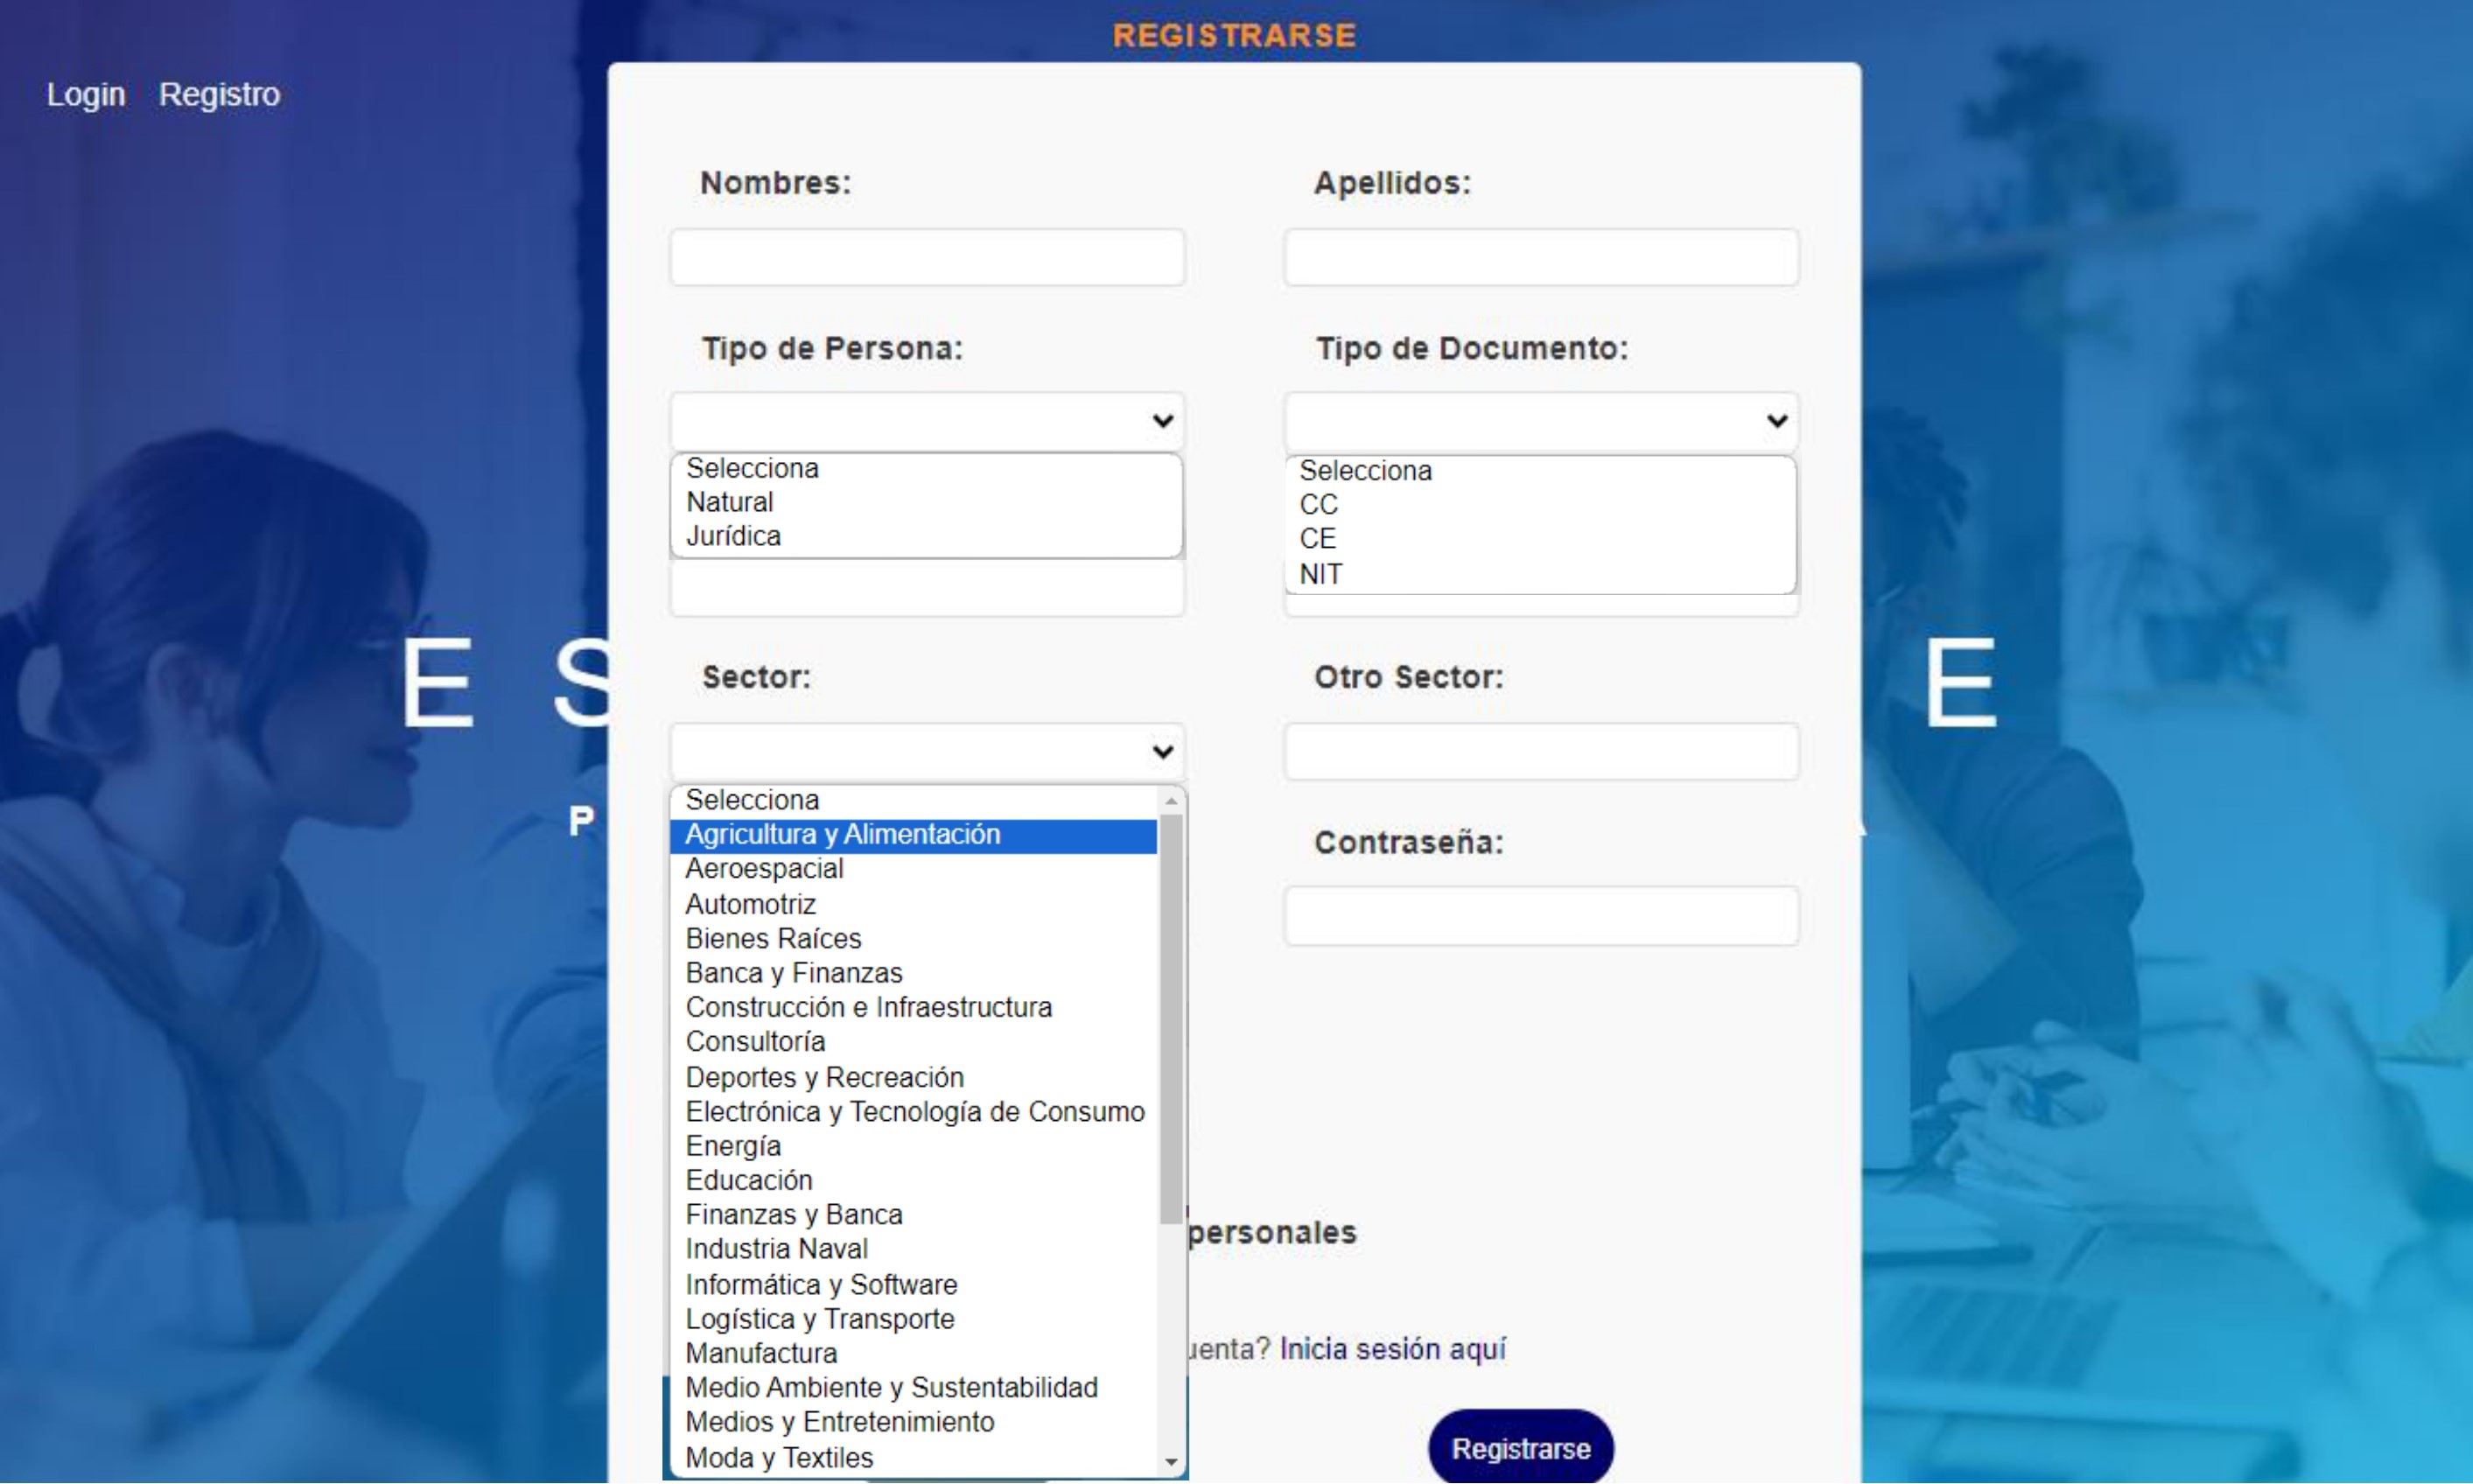 REGISTRARSE
Login Registro
Nombres: Apellidos:
Tipo de Persona: Tipo de Documento:
Selecciona
Natural
Jurídica
Selecciona
CC
CE
NIT
E S E
Sector: Otro Sector:
P
Selecciona
Agricultura y Alimentación
Aeroespacial
Automotriz
Bienes Raíces
Banca y Finanzas
Construcción e Infraestructura
Consultoría
Deportes y Recreación
Electrónica y Tecnología de Consumo
Energía
Educación
Finanzas y Banca
Industria Naval
Informática y Software
Logística y Transporte
Manufactura
Medio Ambiente y Sustentabilidad
Medios y Entretenimiento
Moda y Textiles
Contraseña:
personales
uenta? Inicia sesión aquí
Registrarse